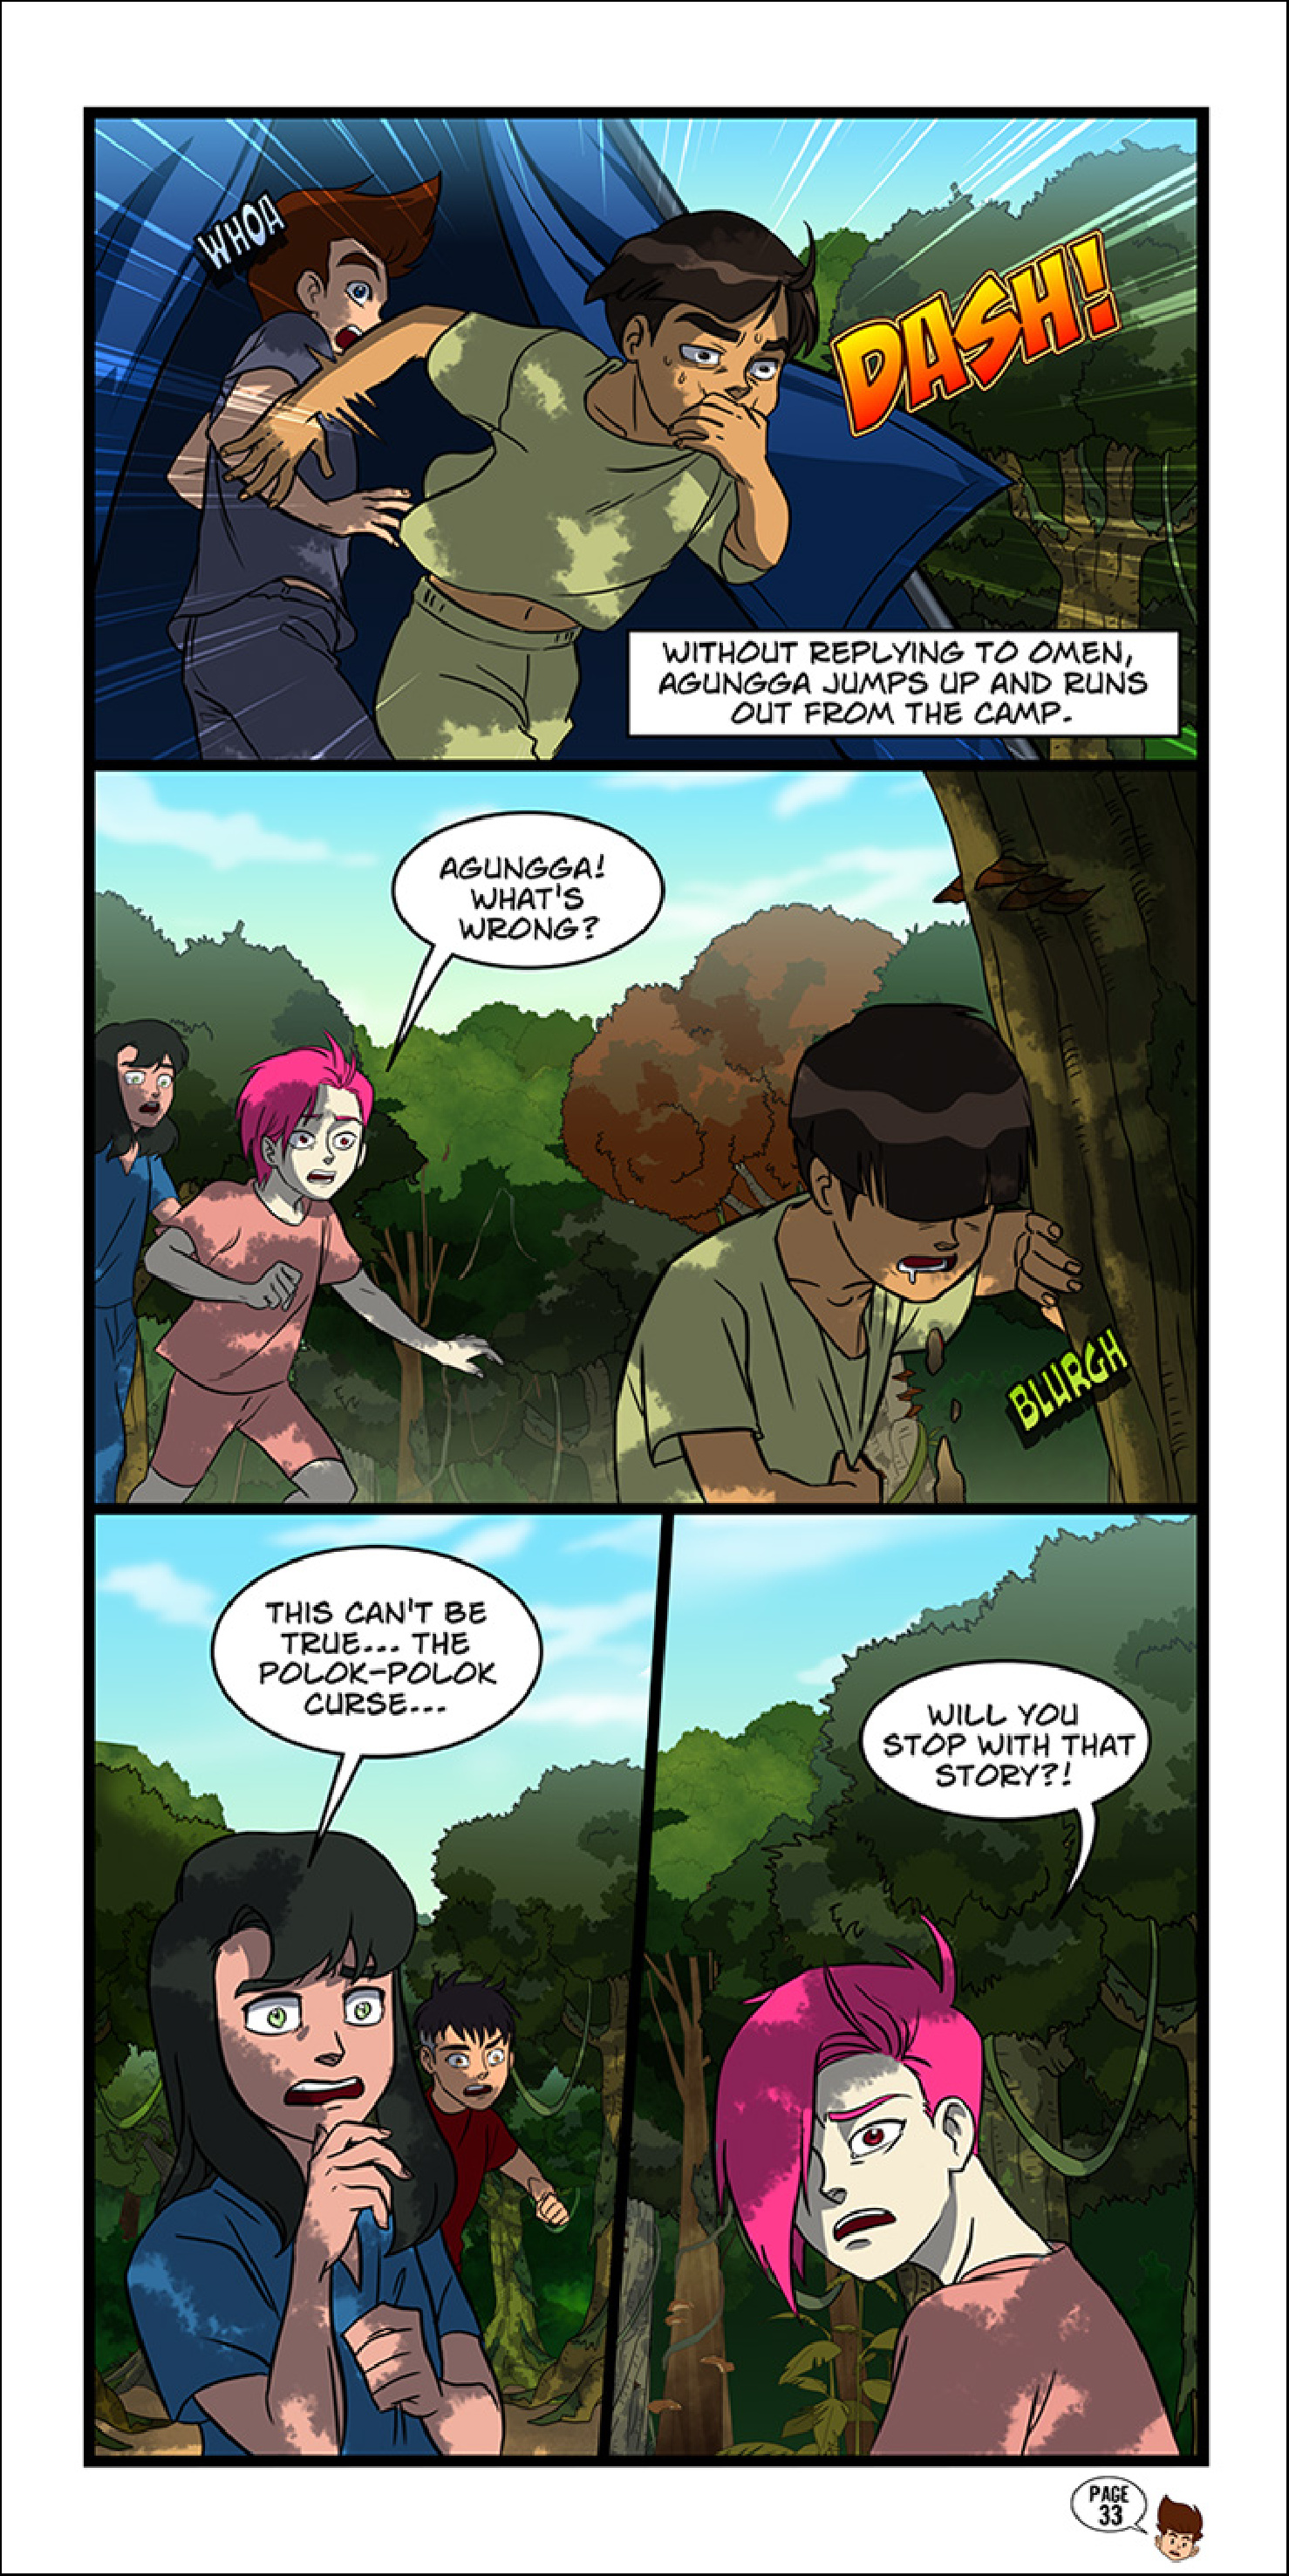 WHOA
DASH!
WITHOUT REPLYING TO OMEN,
AGUNGGA JUMPS UP AND RUNS
OUT FROM THE CAMP.
AGUNGGA!
WHAT'S
WRONG?
BLURGH
THIS CAN'T BE
TRUE... THE
POLOK-POLOK
CURSE...
WILL YOU
STOP WITH THAT
STORY?!
PAGE
33